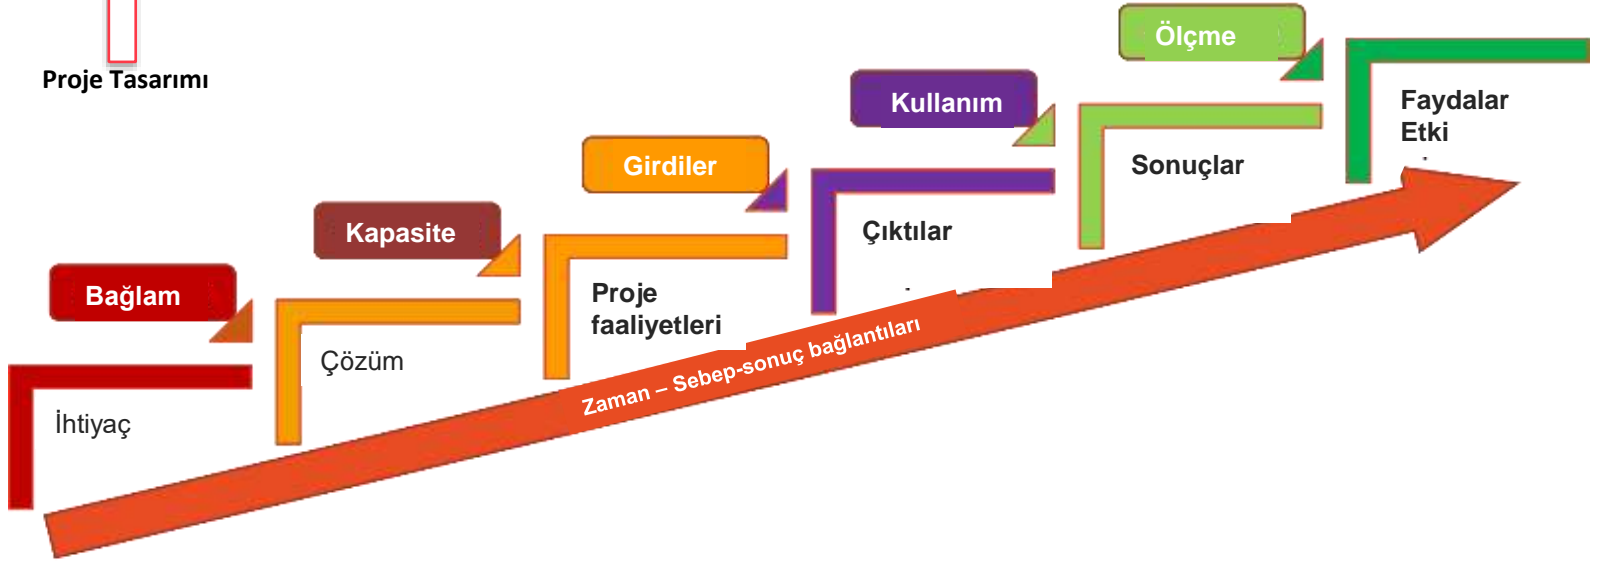 Proje Tasarımı
Bağlam
İhtiyaç
Kapasite
Çözüm
Girdiler
Proje
faaliyetleri
Kullanım
Çıktılar
Ölçme
Sonuçlar
Faydalar
Etki
Zaman – Sebep-sonuç bağlantıları